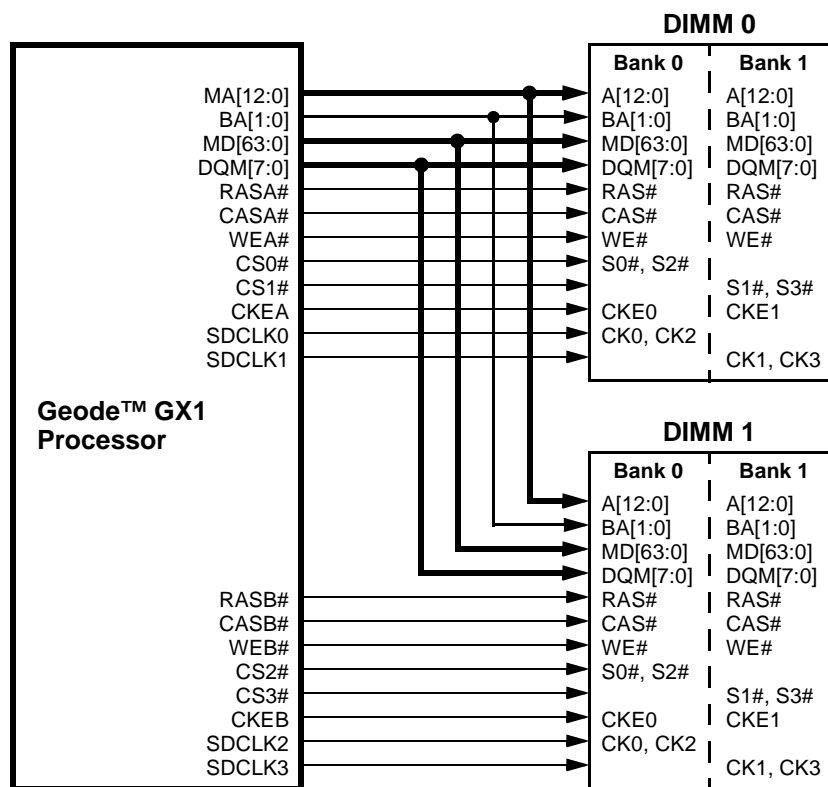 DIMM 0
Bank 0 Bank 1
MA[12:0] A[12:0] A[12:0]
BA[1:0] BA[1:0] BA[1:0]
MD[63:0] MD[63:0] MD[63:0]
DQM[7:0] DQM[7:0] DQM[7:0]
RASA# RAS# RAS#
CASA# CAS# CAS#
WEA# WE# WE#
CS0# S0#, S2#
CS1# S1#, S3#
CKEA CKE0 CKE1
SDCLK0 CK0, CK2
SDCLK1 CK1, CK3
Geode™ GX1
Processor
DIMM 1
Bank 0 Bank 1
A[12:0] A[12:0]
BA[1:0] BA[1:0]
MD[63:0] MD[63:0]
DQM[7:0] DQM[7:0]
RASB# RAS# RAS#
CASB# CAS# CAS#
WEB# WE# WE#
CS2# S0#, S2#
CS3# S1#, S3#
CKEB CKE0 CKE1
SDCLK2 CK0, CK2
SDCLK3 CK1, CK3